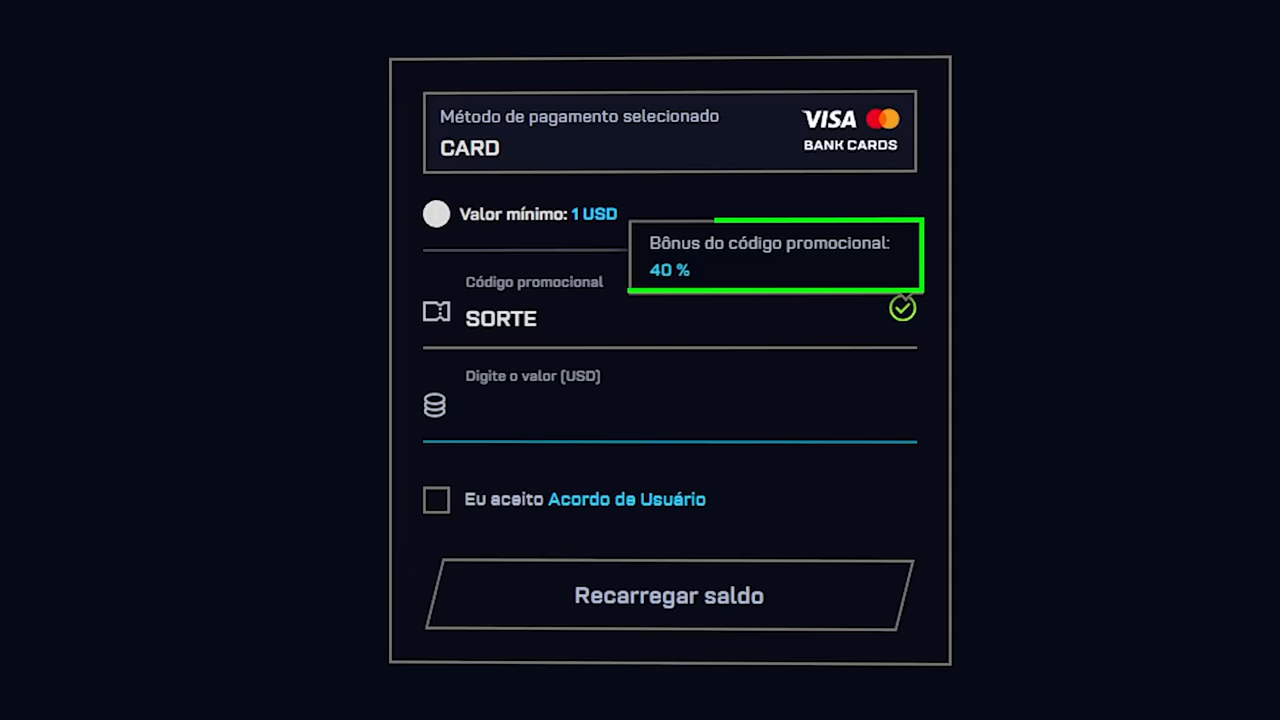 Método de pagamento selecionado
CARD
VISA
BANK CARDS
Valor mínimo: 1 USD
Bônus do código promocional:
40 %
Código promocional
SORTE
Digite o valor (USD)
Eu aceito Acordo de Usuário
Recarregar saldo